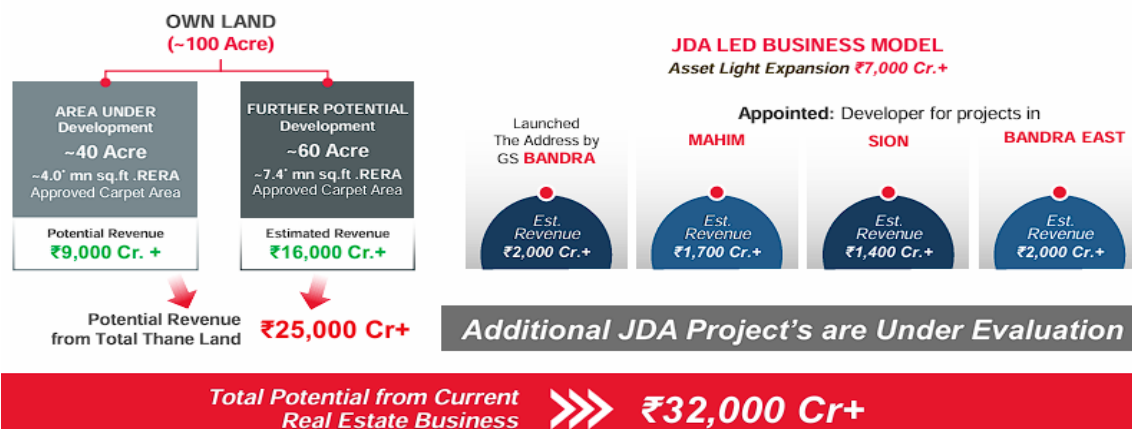 OWN LAND
(~100 Acre)
AREA UNDER
Development
~40 Acre
~4.0* mn sq.ft .RERA
Approved Carpet Area
Potential Revenue
₹9,000 Cr. +
FURTHER POTENTIAL
Development
~60 Acre
~7.4* mn sq.ft .RERA
Approved Carpet Area
Estimated Revenue
₹16,000 Cr.+
Potential Revenue
from Total Thane Land
₹25,000 Cr+
JDA LED BUSINESS MODEL
Asset Light Expansion ₹7,000 Cr.+
Launched
The Address by
GS BANDRA
Appointed: Developer for projects in
MAHIM
SION
BANDRA EAST
Est.
Revenue
₹2,000 Cr.+
Est.
Revenue
₹1,700 Cr.+
Est.
Revenue
₹1,400 Cr.+
Est.
Revenue
₹2,000 Cr.+
Additional JDA Project's are Under Evaluation
Total Potential from Current
Real Estate Business
₹32,000 Cr+